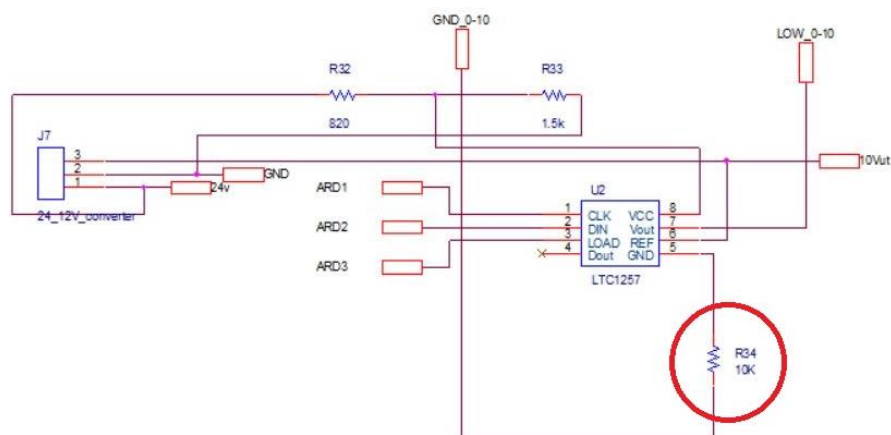 GND_0-10
LOW_0-10
R32
R33
820
1.5k
J7
3
2
1
GND
24v
24_12V_converter
10Vut
ARD1
ARD2
ARD3
U2
1
2
3
4
CLK
DIN
LOAD
Dout
VCC
Vout
REF
GND
8
7
6
5
LTC1257
R34
10K